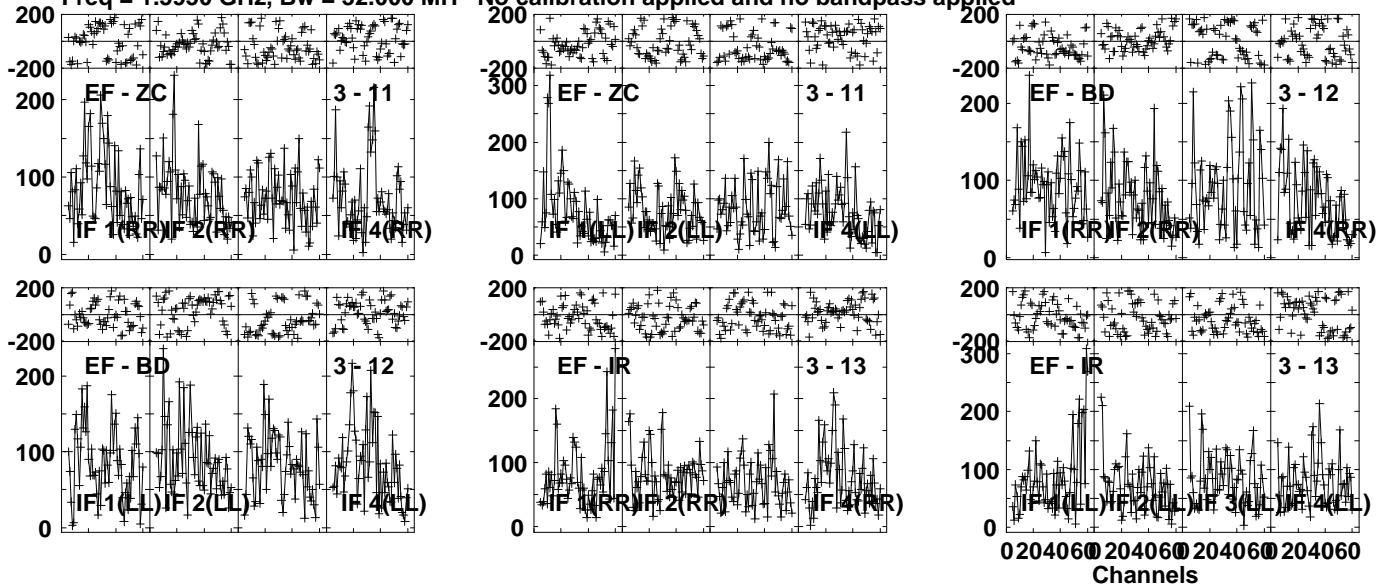 Freq = 1.5950 GHz, Bw = 32.000 MH No calibration applied and no bandpass applied
200
-200
200
100
0
EF - ZC
3 - 11
IF 1(RR)
IF 2(RR)
IF 4(RR)
200
-200
300
200
100
0
EF - ZC
3 - 11
IF 1(LL)
IF 2(LL)
IF 4(LL)
200
-200
200
100
0
EF - BD
3 - 12
IF 1(RR)
IF 2(RR)
IF 4(RR)
200
-200
200
100
0
EF - BD
3 - 12
IF 1(LL)
IF 2(LL)
IF 4(LL)
200
-200
200
100
0
EF - IR
3 - 13
IF 1(RR)
IF 2(RR)
IF 4(RR)
200
-200
300
200
100
0
EF - IR
3 - 13
IF 1(LL)
IF 2(LL)
IF 3(LL)
IF 4(LL)
0 20 40 60 0 20 40 60 0 20 40 60 0 20 40 60
Channels